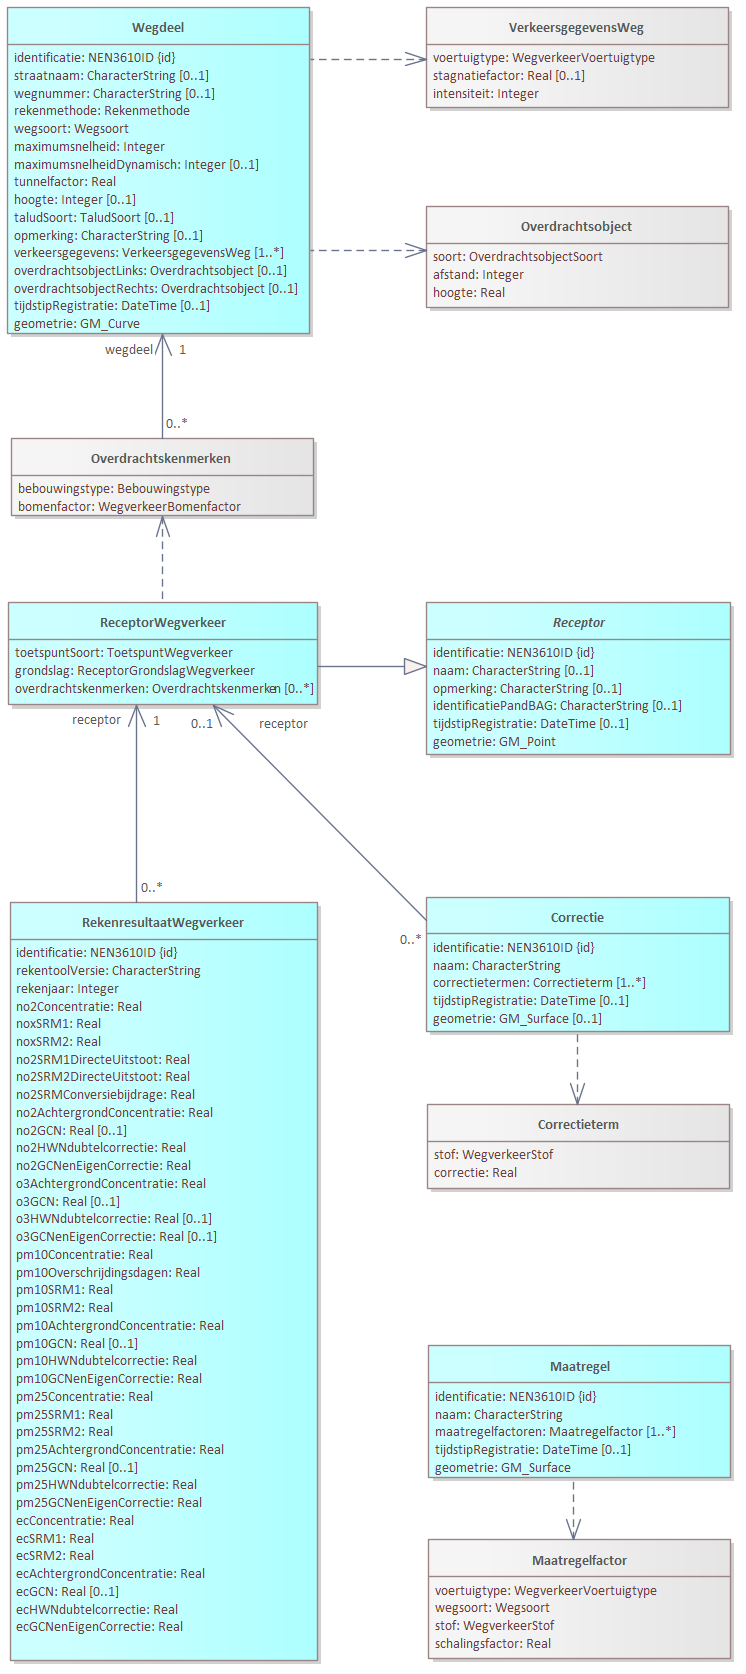 Wegdeel
identificatie: NEN3610ID {id}
straatnaam: CharacterString [0..1]
wegnummer: CharacterString [0..1]
rekenmethode: Rekenmethode
wegsoort: Wegsoort
maximumsnelheid: Integer
maximumsnelheidDynamisch: Integer [0..1]
tunnelfactor: Real
hoogte: Integer [0..1]
taludSoort: TaludSoort [0..1]
opmerking: CharacterString [0..1]
verkeersgegevens: VerkeersgegevensWeg [1..*]
overdrachtsobjectLinks: Overdrachtsobject [0..1]
overdrachtsobjectRechts: Overdrachtsobject [0..1]
tijdstipRegistratie: DateTime [0..1]
geometrie: GM_Curve
VerkeersgegevensWeg
voertuigtype: WegverkeerVoertuigtype
stagnatiefactor: Real [0..1]
intensiteit: Integer
Overdrachtsobject
soort: OverdrachtsobjectSoort
afstand: Integer
hoogte: Real
wegdeel 1
0..*
Overdrachtskenmerken
bebouwingstype: Bebouwingstype
bomenfactor: WegverkeerBomenfactor
ReceptorWegverkeer
toetspuntSoort: ToetspuntWegverkeer
grondslag: ReceptorGrondslagWegverkeer
overdrachtskenmerken: Overdrachtskenmerken [0..*]
Receptor
identificatie: NEN3610ID {id}
naam: CharacterString [0..1]
opmerking: CharacterString [0..1]
identificatiePandBAG: CharacterString [0..1]
tijdstipRegistratie: DateTime [0..1]
geometrie: GM_Point
receptor 1 0..1 receptor
0..*
0..*
RekenresultaatWegverkeer
identificatie: NEN3610ID {id}
rekentoolVersie: CharacterString
rekenjaar: Integer
no2Concentratie: Real
noxSRM1: Real
noxSRM2: Real
no2SRM1DirecteUitstoot: Real
no2SRM2DirecteUitstoot: Real
no2SRMConversiebijdrage: Real
no2AchtergrondConcentratie: Real
no2GCN: Real [0..1]
no2HWNdubtelcorrectie: Real
no2GCNenEigenCorrectie: Real
o3AchtergrondConcentratie: Real
o3GCN: Real [0..1]
o3HWNdubtelcorrectie: Real [0..1]
o3GCNenEigenCorrectie: Real [0..1]
pm10Concentratie: Real
pm10Overschrijdingsdagen: Real
pm10SRM1: Real
pm10SRM2: Real
pm10AchtergrondConcentratie: Real
pm10GCN: Real [0..1]
pm10HWNdubtelcorrectie: Real
pm10GCNenEigenCorrectie: Real
pm25Concentratie: Real
pm25SRM1: Real
pm25SRM2: Real
pm25AchtergrondConcentratie: Real
pm25GCN: Real [0..1]
pm25HWNdubtelcorrectie: Real
pm25GCNenEigenCorrectie: Real
ecConcentratie: Real
ecSRM1: Real
ecSRM2: Real
ecAchtergrondConcentratie: Real
ecGCN: Real [0..1]
ecHWNdubtelcorrectie: Real
ecGCNenEigenCorrectie: Real
Correctie
identificatie: NEN3610ID {id}
naam: CharacterString
correctietermen: Correctieterm [1..*]
tijdstipRegistratie: DateTime [0..1]
geometrie: GM_Surface [0..1]
Correctieterm
stof: WegverkeerStof
correctie: Real
Maatregel
identificatie: NEN3610ID {id}
naam: CharacterString
maatregelfactoren: Maatregelfactor [1..*]
tijdstipRegistratie: DateTime [0..1]
geometrie: GM_Surface
Maatregelfactor
voertuigtype: WegverkeerVoertuigtype
wegsoort: Wegsoort
stof: WegverkeerStof
schalingsfactor: Real